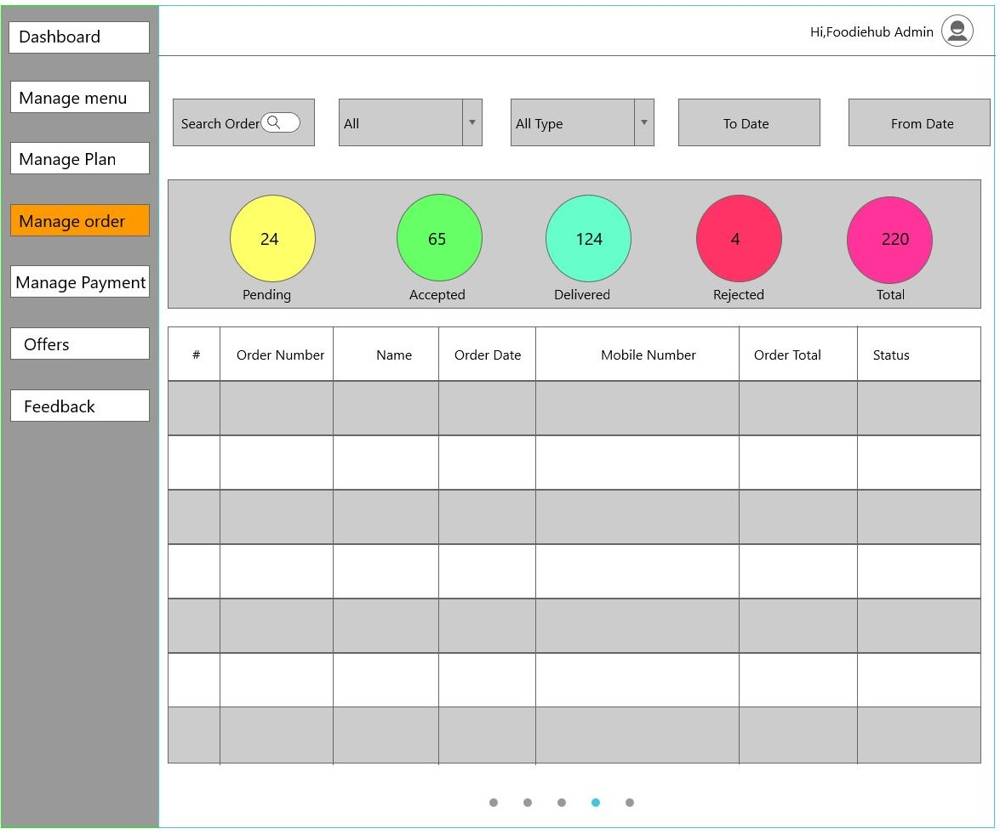 Dashboard
Manage menu
Manage Plan
Manage order
Manage Payment
Offers
Feedback
Hi,Foodiehub Admin
Search Order
All
All Type
To Date
From Date
24
65
124
4
220
Pending
Accepted
Delivered
Rejected
Total
# Order Number Name Order Date Mobile Number Order Total Status